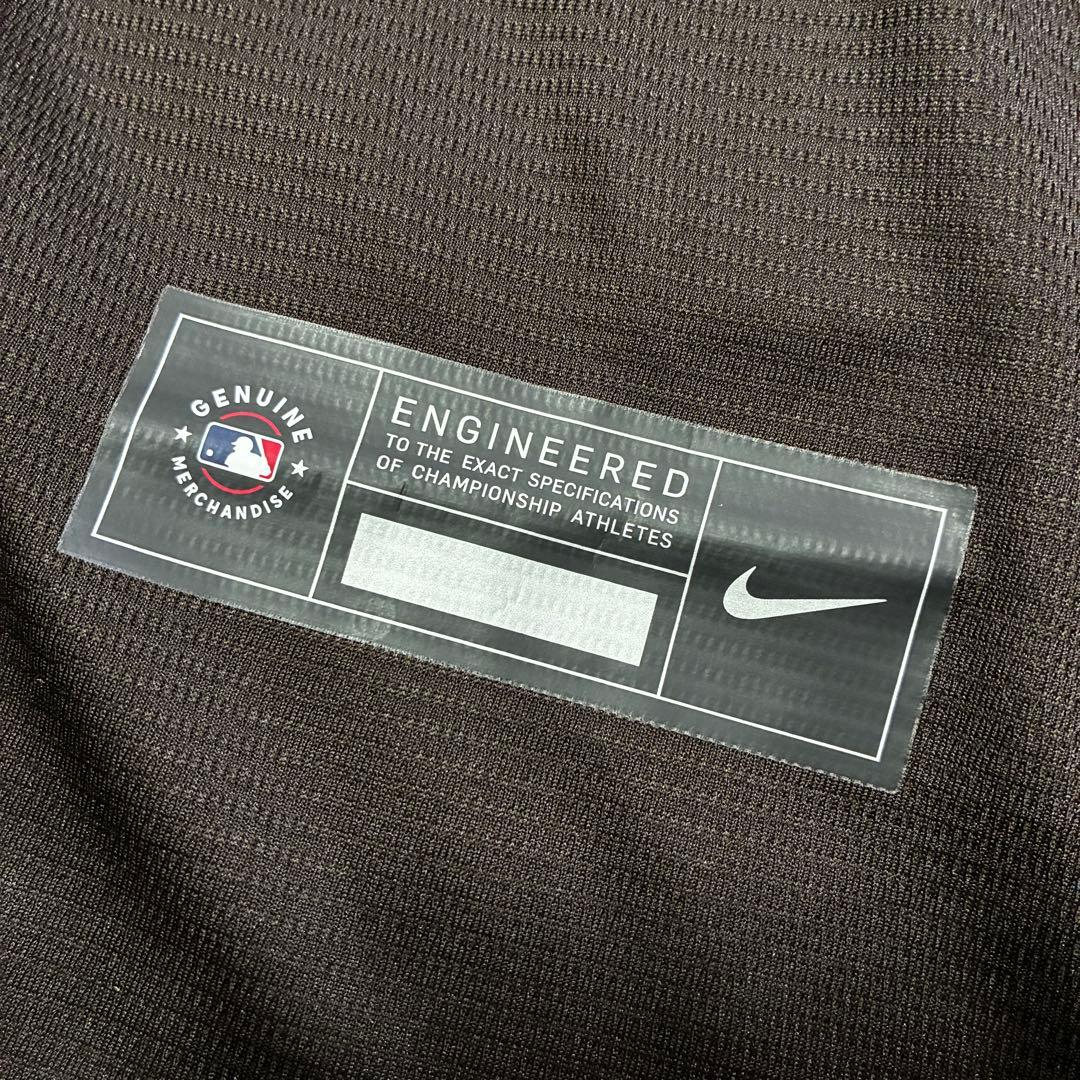 GENUINE
MERCHANDISE
ENGINEERED
TO THE EXACT SPECIFICATIONS
OF CHAMPIONSHIP ATHLETES